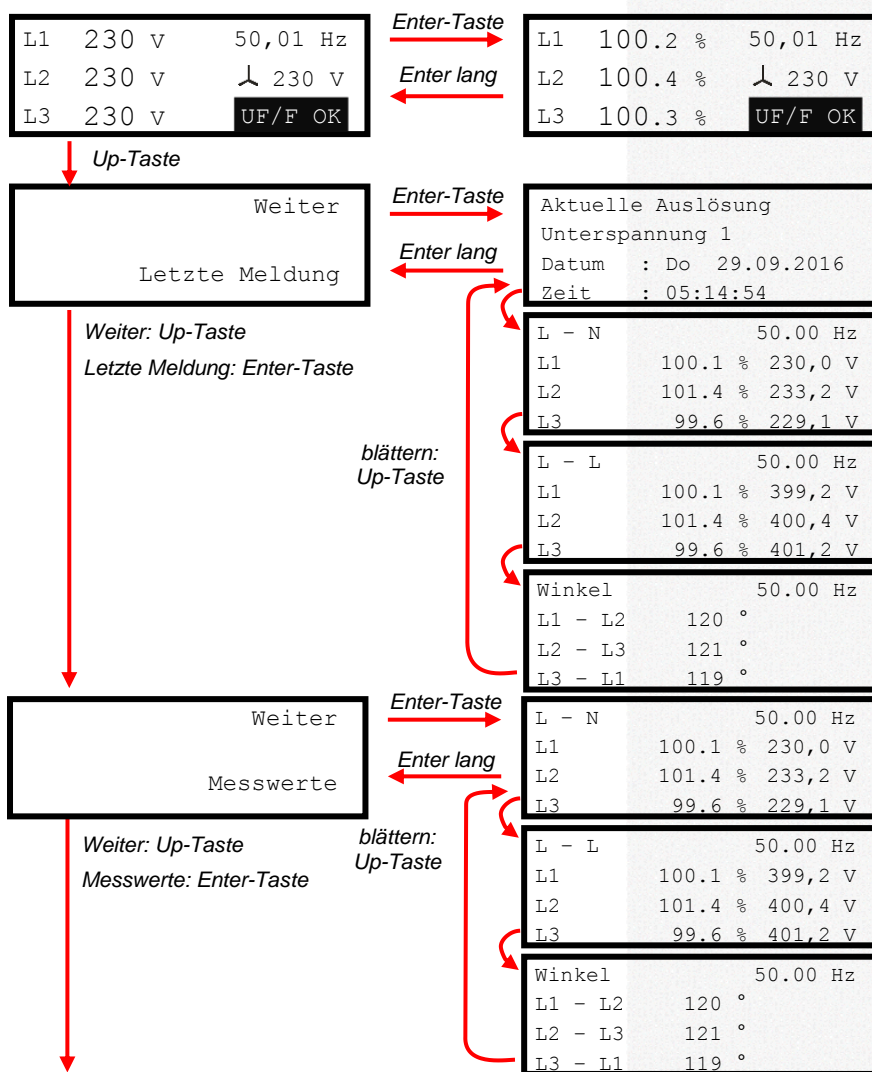 Enter-Taste
L1 230 V 50,01 Hz
L2 230 V 230 V
L3 230 V UF/F OK
Enter lang
L1 100.2 % 50,01 Hz
L2 100.4 % 230 V
L3 100.3 % UF/F OK
Up-Taste
Weiter
Letzte Meldung
Enter-Taste
Enter lang
Aktuelle Auslösung
Unterspannung 1
Datum : Do 29.09.2016
Zeit : 05:14:54
Weiter: Up-Taste
Letzte Meldung: Enter-Taste
blättern:
Up-Taste
L – N 50.00 Hz
L1 100.1 % 230,0 V
L2 101.4 % 233,2 V
L3 99.6 % 229,1 V
L – L 50.00 Hz
L1 100.1 % 399,2 V
L2 101.4 % 400,4 V
L3 99.6 % 401,2 V
Winkel 50.00 Hz
L1 – L2 120 °
L2 – L3 121 °
L3 – L1 119 °
Weiter
Messwerte
Enter-Taste
Enter lang
L – N 50.00 Hz
L1 100.1 % 230,0 V
L2 101.4 % 233,2 V
L3 99.6 % 229,1 V
Weiter: Up-Taste
Messwerte: Enter-Taste
blättern:
Up-Taste
L – L 50.00 Hz
L1 100.1 % 399,2 V
L2 101.4 % 400,4 V
L3 99.6 % 401,2 V
Winkel 50.00 Hz
L1 – L2 120 °
L2 – L3 121 °
L3 – L1 119 °